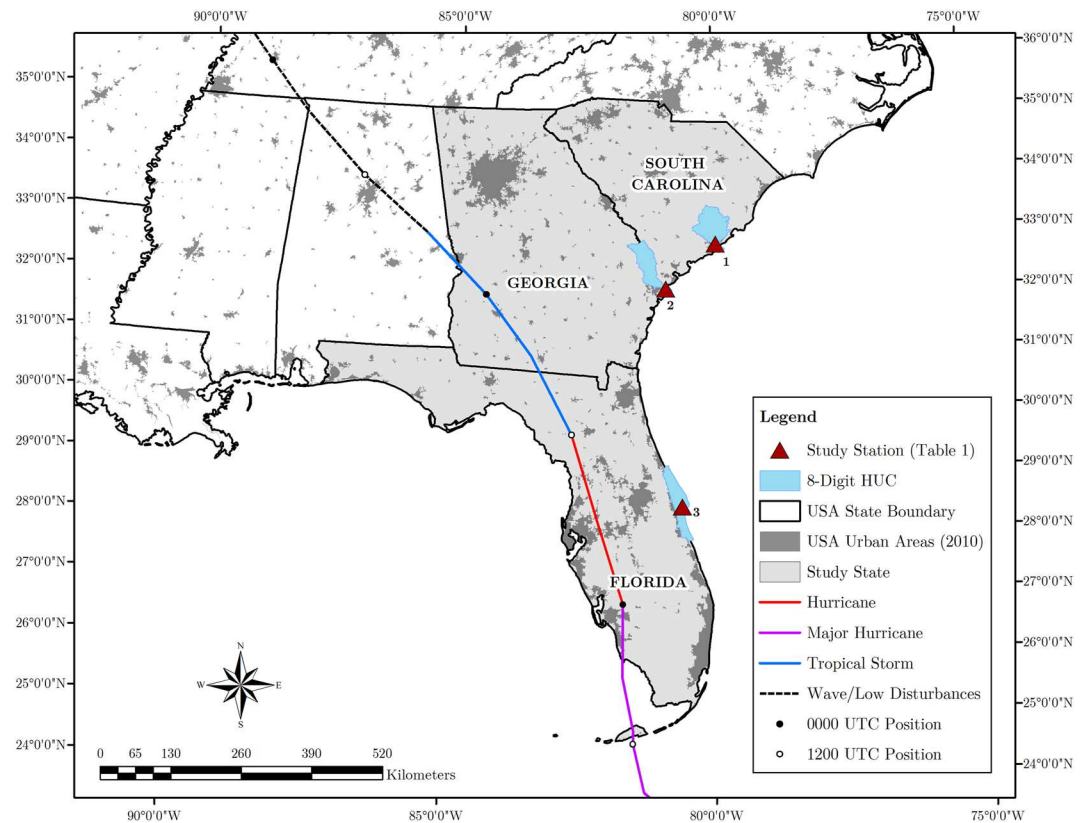 90°0'0"W 85°0'0"W 80°0'0"W 75°0'0"W
36°0'0"N
35°0'0"N
35°0'0"N
34°0'0"N
34°0'0"N
SOUTH
CAROLINA
33°0'0"N
33°0'0"N
32°0'0"N
1
32°0'0"N
GEORGIA
2
31°0'0"N
31°0'0"N
30°0'0"N
30°0'0"N
29°0'0"N
29°0'0"N
28°0'0"N
28°0'0"N
3
27°0'0"N
27°0'0"N
FLORIDA
26°0'0"N
26°0'0"N
25°0'0"N
25°0'0"N
24°0'0"N
24°0'0"N
Legend
Study Station (Table 1)
8-Digit HUC
USA State Boundary
USA Urban Areas (2010)
Study State
Hurricane
Major Hurricane
Tropical Storm
Wave/Low Disturbances
0000 UTC Position
1200 UTC Position
N
W E
S
0 65 130 260 390 520
Kilometers
90°0'0"W 85°0'0"W 80°0'0"W 75°0'0"W